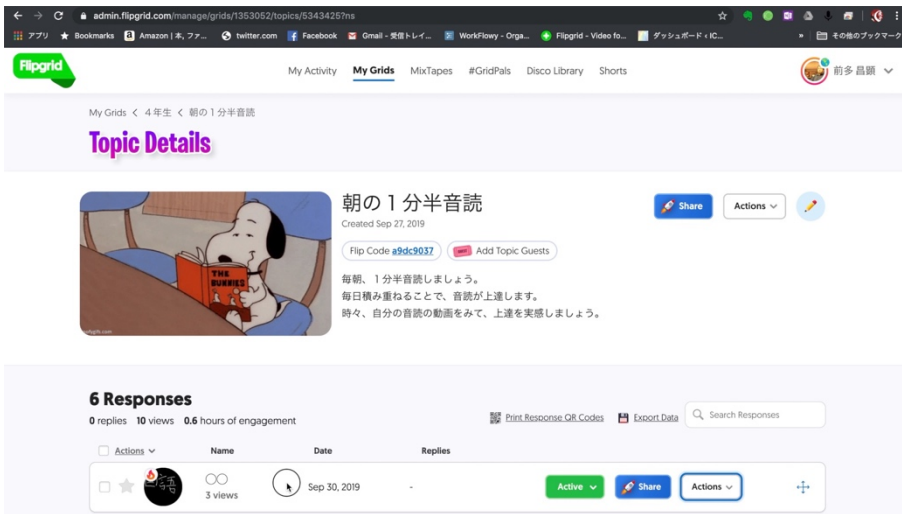 admin.flipgrid.com/manage/grids/1353052/topics/5343425?ns
アプリ Bookmarks Amazon | 本, ファ... twitter.com Facebook Gmail - 受信トレイ... WorkFlowy - Orga... Flipgrid - Video fo... ダッシュボード ‹ IC... » その他のブックマーク
Flipgrid My Activity My Grids MixTapes #GridPals Disco Library Shorts 前多 昌顕
My Grids く 4年生 く 朝の1分半音読
Topic Details
朝の1分半音読
Share Actions
Created Sep 27, 2019
Flip Code a9dc9037 Add Topic Guests
毎朝、1分半音読しましょう。
毎日積み重ねることで、音読が上達します。
時々、自分の音読の動画をみて、上達を実感しましょう。
THE BUNNIES
6 Responses
0 replies 10 views 0.6 hours of engagement
Print Response QR Codes Export Data Search Responses
Actions Name Date Replies
〇〇
3 views Sep 30, 2019 - Active Share Actions